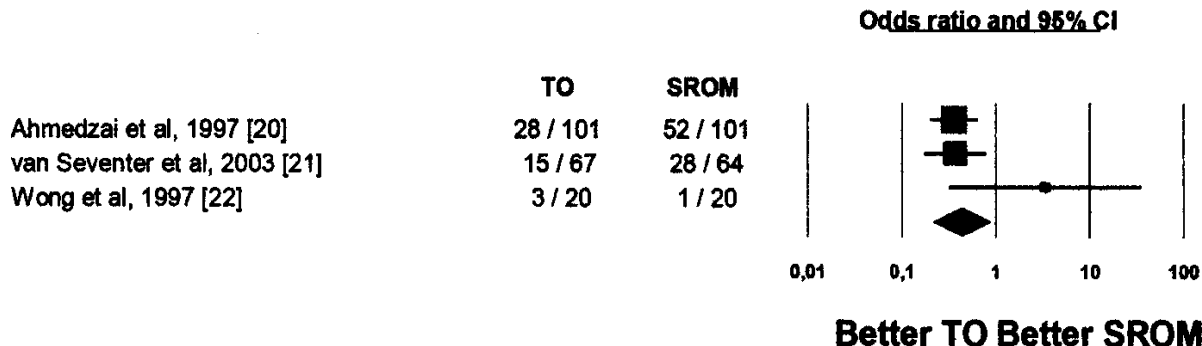 Odds ratio and 95% CI
TO SROM
Ahmedzai et al, 1997 [20] 28 / 101 52 / 101
van Seventer et al, 2003 [21] 15 / 67 28 / 64
Wong et al, 1997 [22] 3 / 20 1 / 20
0,01 0,1 1 10 100
Better TO Better SROM